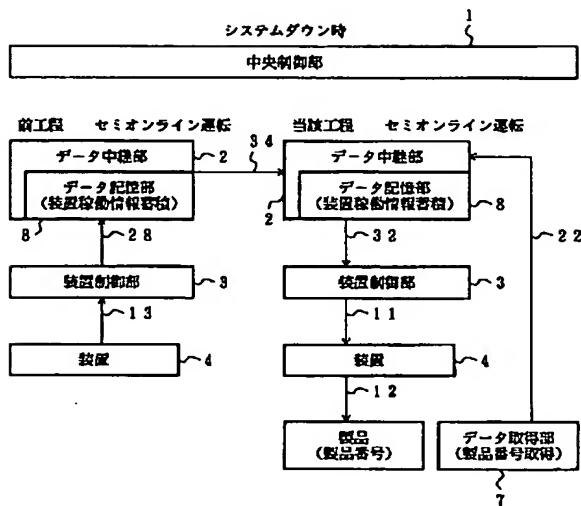 システムダウン時
1
中央制御部
前工程 セミオンライン運転
当該工程 セミオンライン運転
データ中継部
2
34
データ中継部
データ記憶部
(装置稼働情報蓄積)
データ記憶部
(装置稼働情報蓄積)
8
28
2
8
32
22
装置制御部
3
装置制御部
3
13
11
装置
4
装置
4
12
製品
(製品番号)
データ取得部
(製品番号取得)
7